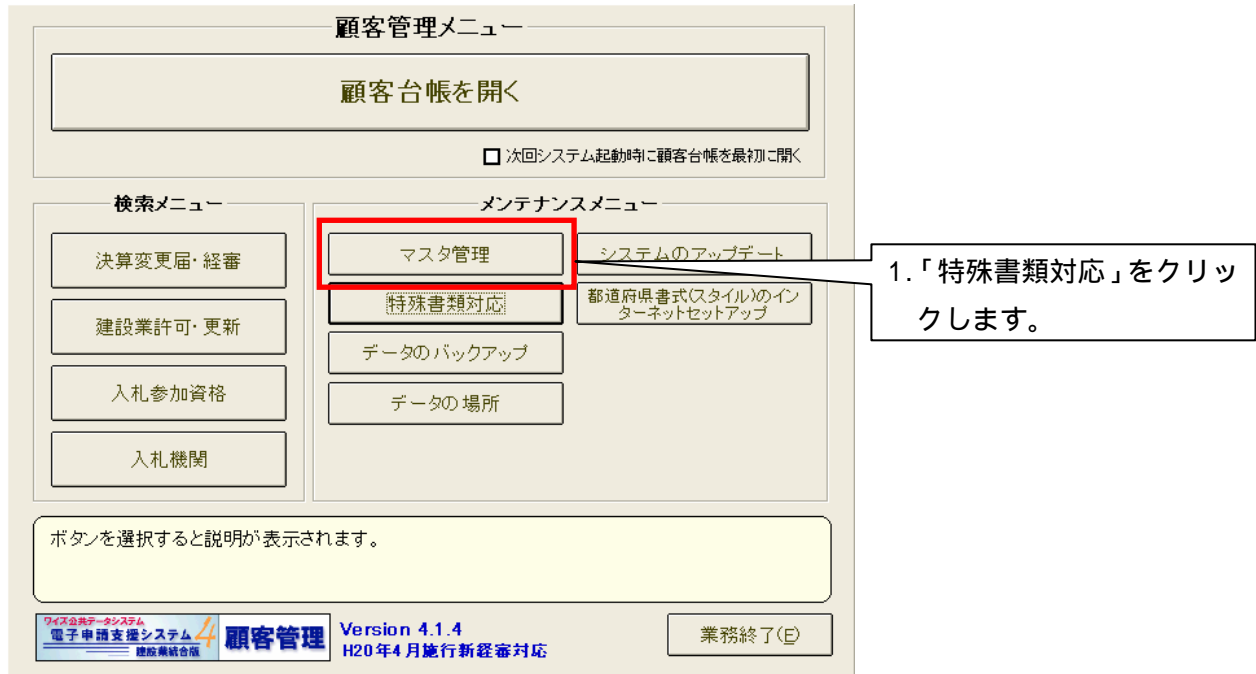 顧客管理メニュー
顧客台帳を開く
次回システム起動時に顧客台帳を最初に開く
検索メニュー
決算変更届･経審
建設業許可･更新
入札参加資格
入札機関
メンテナンスメニュー
マスタ管理
システムのアップデート
特殊書類対応
都道府県書式(スタイル)のイン
ターネットセットアップ
データのバックアップ
データの場所
1.「特殊書類対応」をクリッ
クします。
ボタンを選択すると説明が表示されます。
ワイズ公共データシステム
電子申請支援システム4
建設業統合版
顧客管理
Version 4.1.4
H20年4月施行新経審対応
業務終了(E)